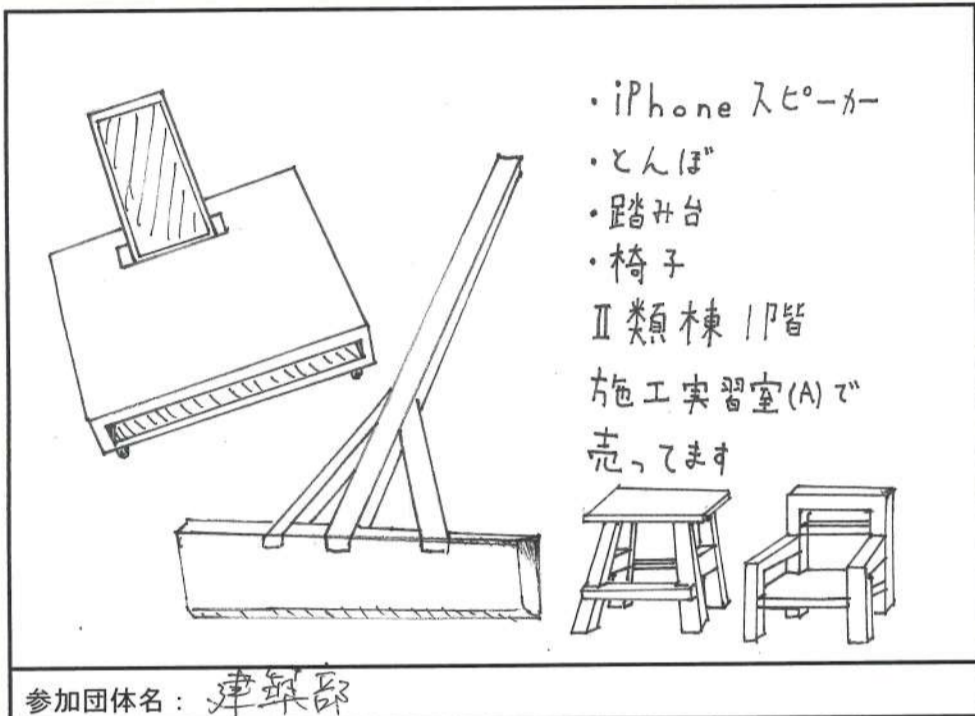 ・iPhone スピーカー
・とんぼ
・踏み台
・椅子
Ⅱ類棟 1階
施工実習室(A)で
売ってます
参加団体名： 建築部